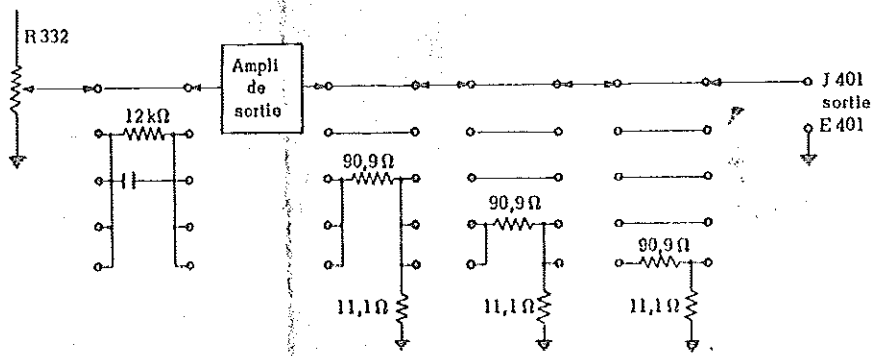 R 332
Ampli
de
sortie
J 401
sortie
E 401
12 kΩ
90,9 Ω
90,9 Ω
90,9 Ω
11,1 Ω
11,1 Ω
11,1 Ω